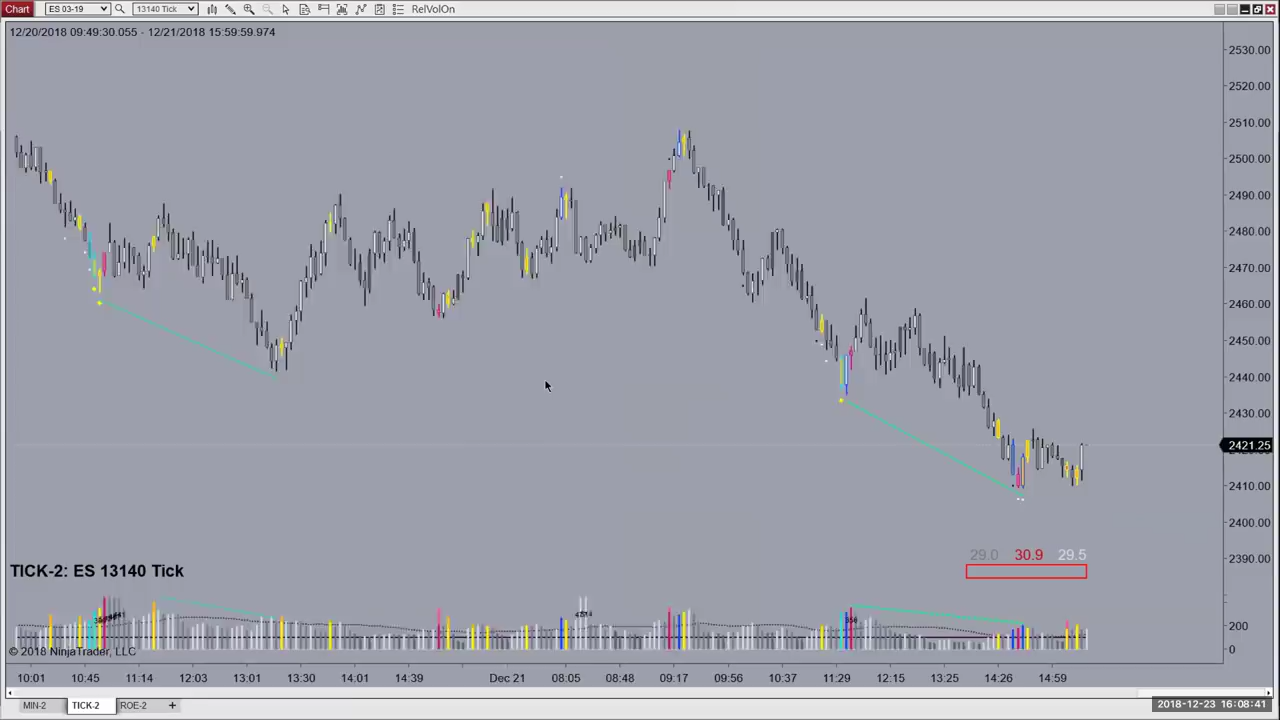 Chart ES 03-19 13140 Tick RelVolOn
12/20/2018 09:49:30.055 - 12/21/2018 15:59:59.974
2530.00
2520.00
2510.00
2500.00
2490.00
2480.00
2470.00
2460.00
2450.00
2440.00
2430.00
2421.25
2410.00
2400.00
2390.00
29.0 30.9 29.5
TICK-2: ES 13140 Tick
200
0
© 2018 NinjaTrader, LLC
10:01 10:45 11:14 12:03 13:01 13:30 14:01 14:39 Dec 21 08:05 08:48 09:17 09:56 10:37 11:29 12:15 13:25 14:26 14:59
MIN-2 TICK-2 ROE-2 +
2018-12-23 16:08:41